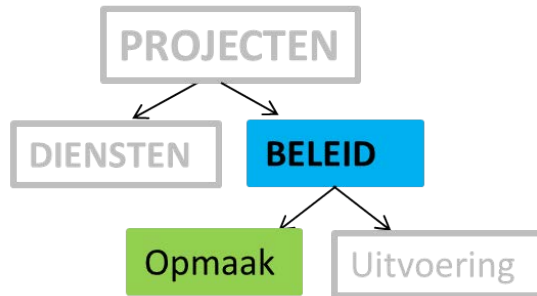 PROJECTEN
DIENSTEN
BELEID
Opmaak
Uitvoering